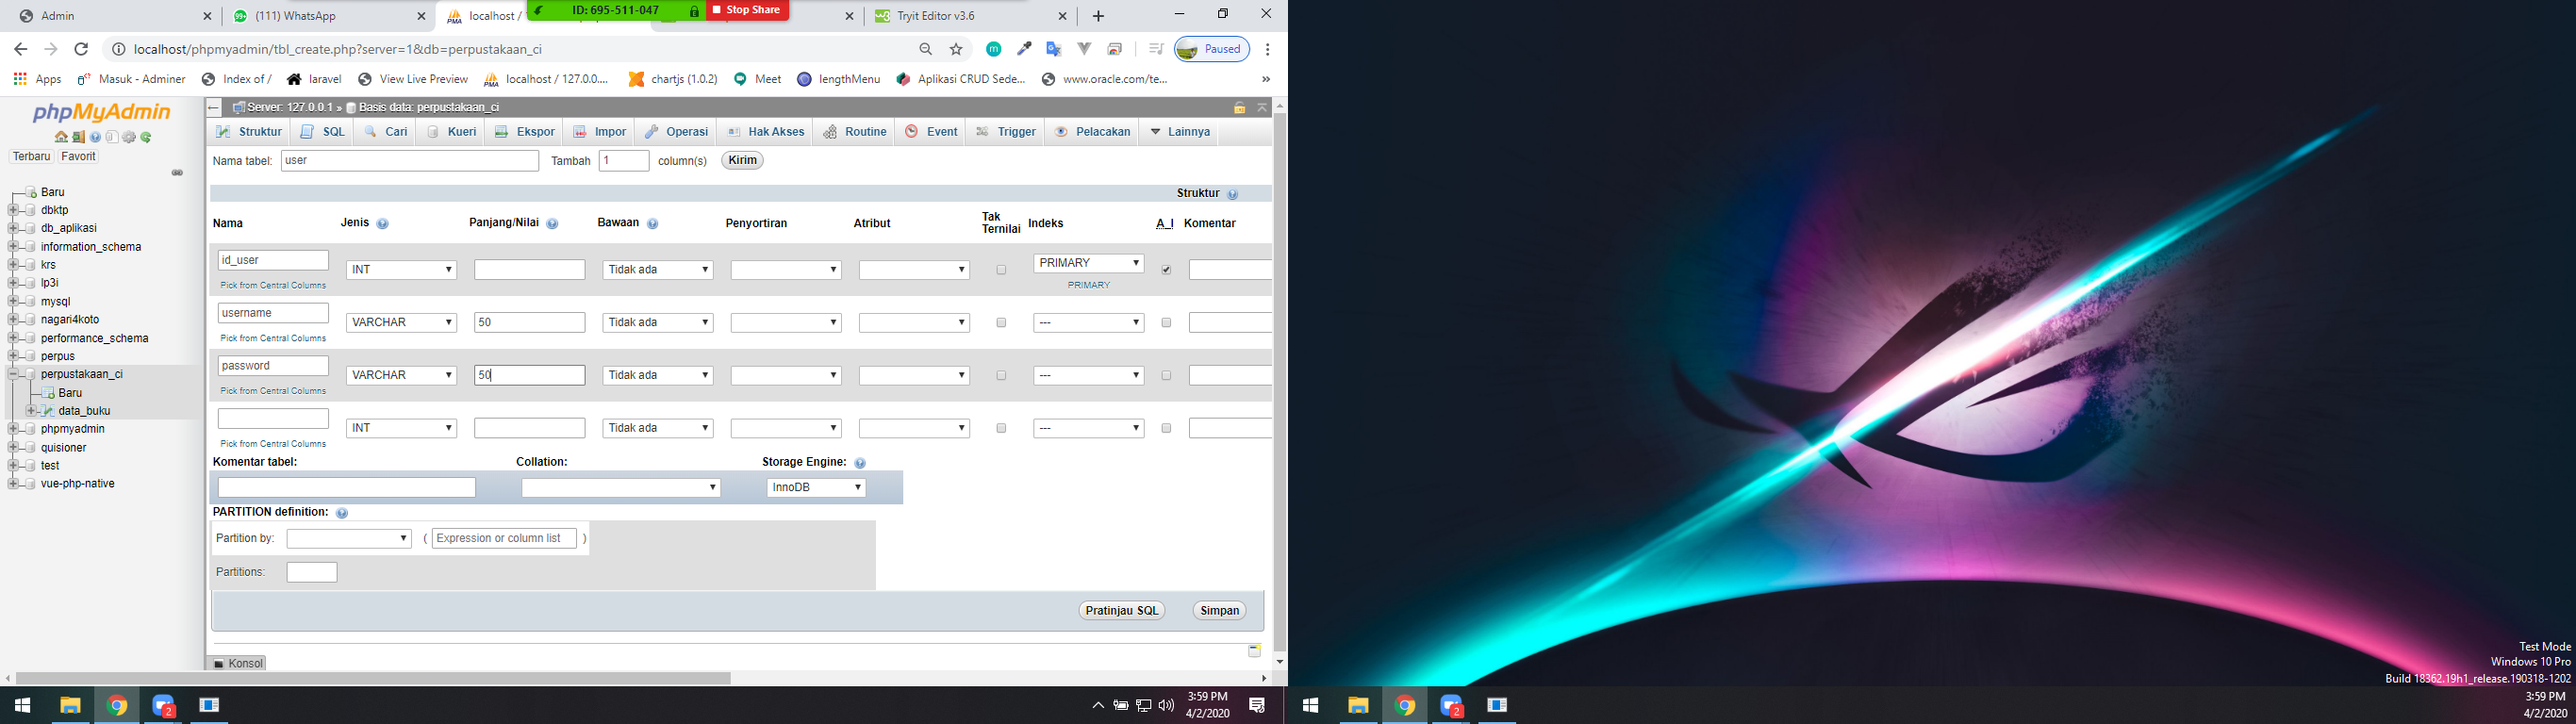 Admin
(111) WhatsApp
localhost /
ID: 695-511-047
Stop Share
Tryit Editor v3.6
localhost/phpmyadmin/tbl_create.php?server=1&db=perpustakaan_ci
Paused
Apps
Masuk - Adminer
Index of /
laravel
View Live Preview
localhost / 127.0.0....
chartjs (1.0.2)
Meet
lengthMenu
Aplikasi CRUD Sede...
www.oracle.com/te...
»
phpMyAdmin
Terbaru
Favorit
Baru
dbktp
db_aplikasi
information_schema
krs
lp3i
mysql
nagari4koto
performance_schema
perpus
perpustakaan_ci
Baru
data_buku
phpmyadmin
quisioner
test
vue-php-native
Server: 127.0.0.1 » Basis data: perpustakaan_ci
Struktur
SQL
Cari
Kueri
Ekspor
Impor
Operasi
Hak Akses
Routine
Event
Trigger
Pelacakan
Lainnya
Nama tabel: user
Tambah 1 column(s)
Kirim
Struktur
Nama
Jenis
Panjang/Nilai
Bawaan
Penyortiran
Atribut
Tak Ternilai
Indeks
A_I
Komentar
id_user
INT
Tidak ada
PRIMARY
Pick from Central Columns
PRIMARY
username
VARCHAR
50
Tidak ada
---
Pick from Central Columns
password
VARCHAR
50
Tidak ada
---
Pick from Central Columns
INT
Tidak ada
---
Pick from Central Columns
Komentar tabel:
Collation:
Storage Engine:
InnoDB
PARTITION definition:
Partition by:
( Expression or column list )
Partitions:
Pratinjau SQL
Simpan
Konsol
2
3:59 PM
4/2/2020
Test Mode
Windows 10 Pro
Build 18362.19h1_release.190318-1202
2
3:59 PM
4/2/2020